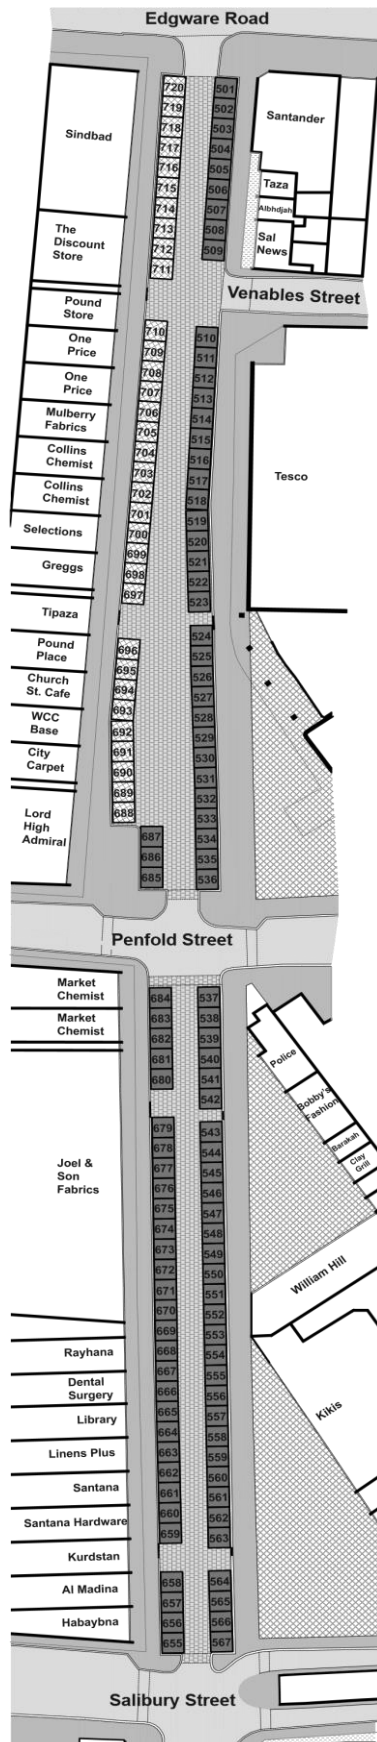 Edgware Road
Sindbad
The
Discount
Store
Pound
Store
One
Price
One
Price
Mulberry
Fabrics
Collins
Chemist
Collins
Chemist
Selections
Greggs
Tipaza
Pound
Place
Church
St. Cafe
WCC
Base
City
Carpet
Lord
High
Admiral
720
719
718
717
716
715
714
713
712
711
710
709
708
707
706
705
704
703
702
701
700
699
698
697
696
695
694
693
692
691
690
689
688
687
686
685
501
502
503
504
505
506
507
508
509
510
511
512
513
514
515
516
517
518
519
520
521
522
523
524
525
526
527
528
529
530
531
532
533
534
535
536
Santander
Taza
Albhdjah
Sal
News
Venables Street
Tesco
Penfold Street
Market
Chemist
Market
Chemist
Joel &
Son
Fabrics
Rayhana
Dental
Surgery
Library
Linens Plus
Santana
Santana Hardware
Kurdstan
Al Madina
Habaybna
684
683
682
681
680
679
678
677
676
675
674
673
672
671
670
669
668
667
666
665
664
663
662
661
660
659
658
657
656
655
537
538
539
540
541
542
543
544
545
546
547
548
549
550
551
552
553
554
555
556
557
558
559
560
561
562
563
564
565
566
567
Police
Bobby's
Fashion
Barakah
Clay
Grill
William Hill
Kikis
Salibury Street